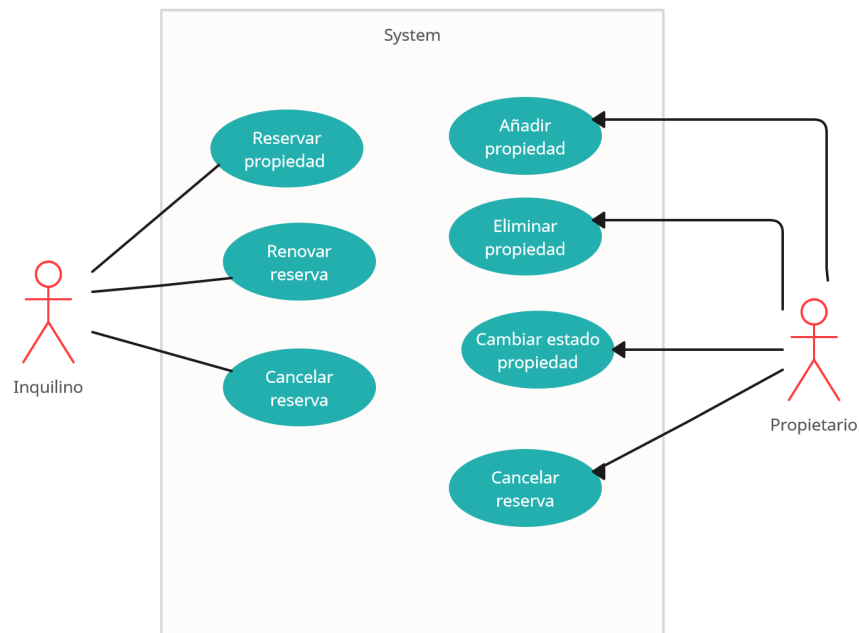 System
Reservar
propiedad
Renovar
reserva
Cancelar
reserva
Inquilino
Añadir
propiedad
Eliminar
propiedad
Cambiar estado
propiedad
Cancelar
reserva
Propietario